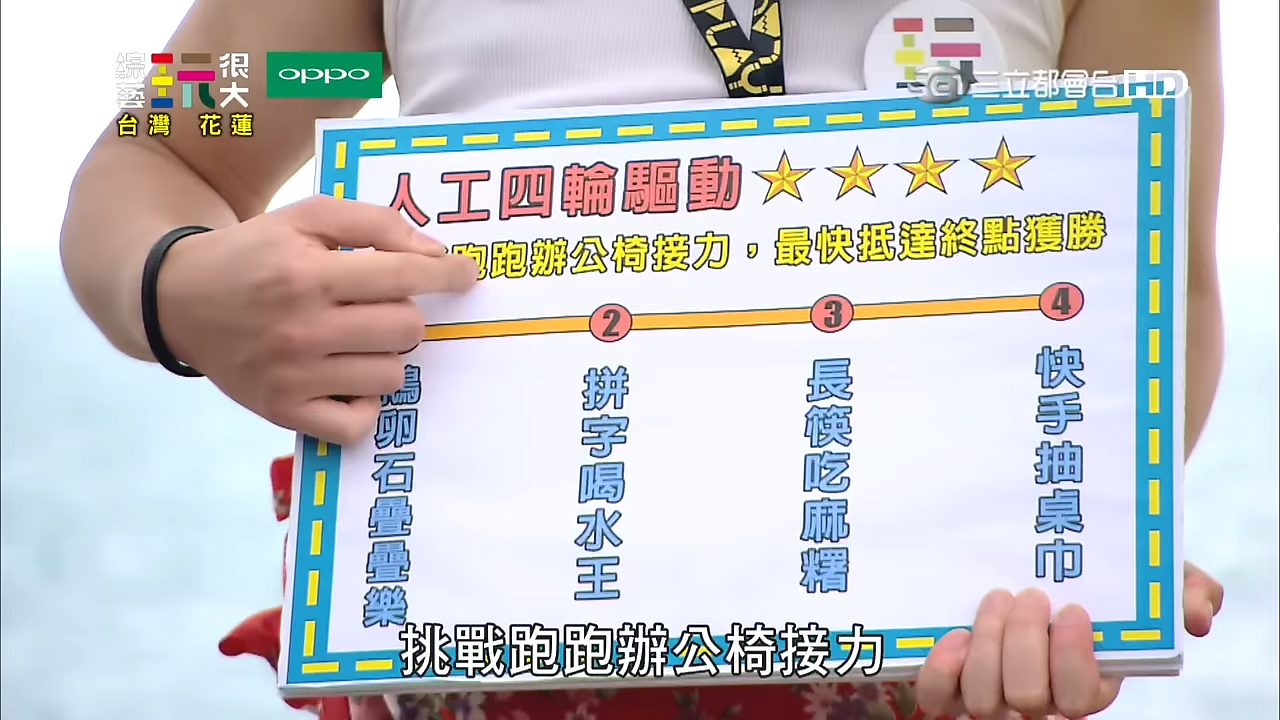 綜藝玩很大
oppo
台灣 花蓮
三立都會台HD
人工四輪驅動
跑跑辦公椅接力，最快抵達終點獲勝
2
3
4
鵝卵石疊疊樂
拼字喝水王
長筷吃麻糬
快手抽桌巾
挑戰跑跑辦公椅接力